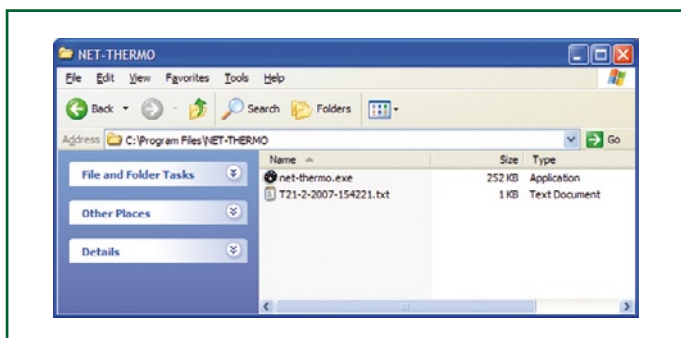 NET-THERMO
File Edit View Favorites Tools Help
Back Search Folders
Address C:\Program Files\NET-THERMO Go
File and Folder Tasks
Other Places
Details
Name Size Type
net-thermo.exe 252 KB Application
T21-2-2007-154221.txt 1 KB Text Document